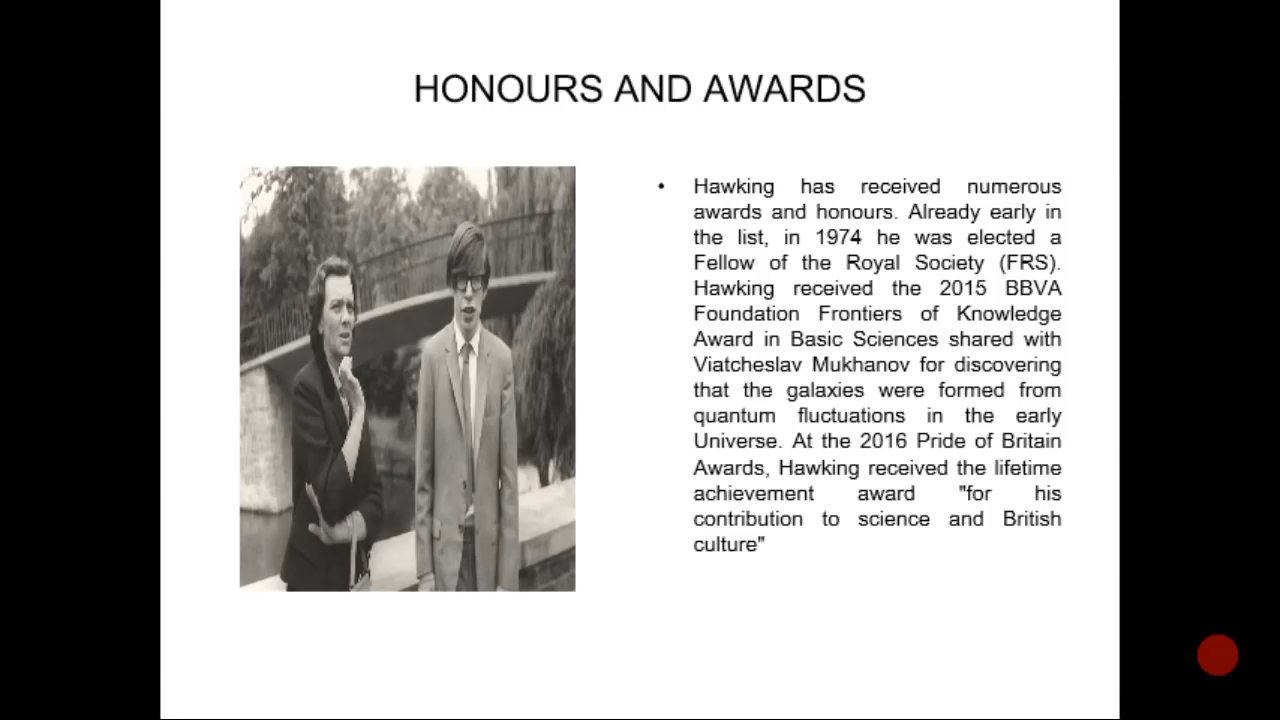 HONOURS AND AWARDS
• Hawking has received numerous
awards and honours. Already early in
the list, in 1974 he was elected a
Fellow of the Royal Society (FRS).
Hawking received the 2015 BBVA
Foundation Frontiers of Knowledge
Award in Basic Sciences shared with
Viatcheslav Mukhanov for discovering
that the galaxies were formed from
quantum fluctuations in the early
Universe. At the 2016 Pride of Britain
Awards, Hawking received the lifetime
achievement award "for his
contribution to science and British
culture"